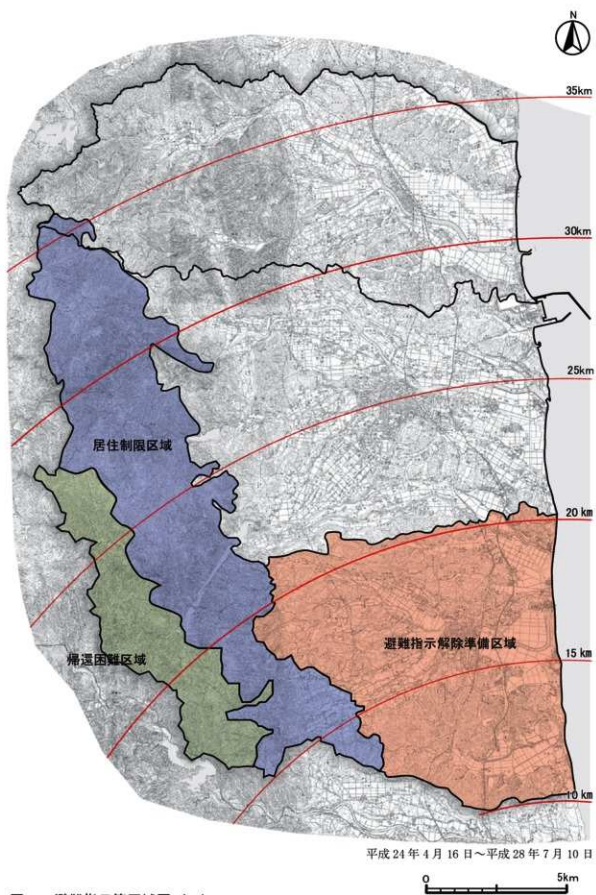 N
35km
30km
25km
居住制限区域
20 km
避難指示解除準備区域
帰還困難区域
15 km
10 km
平成 24 年 4 月 16 日～平成 28 年 7 月 10 日
0 5km